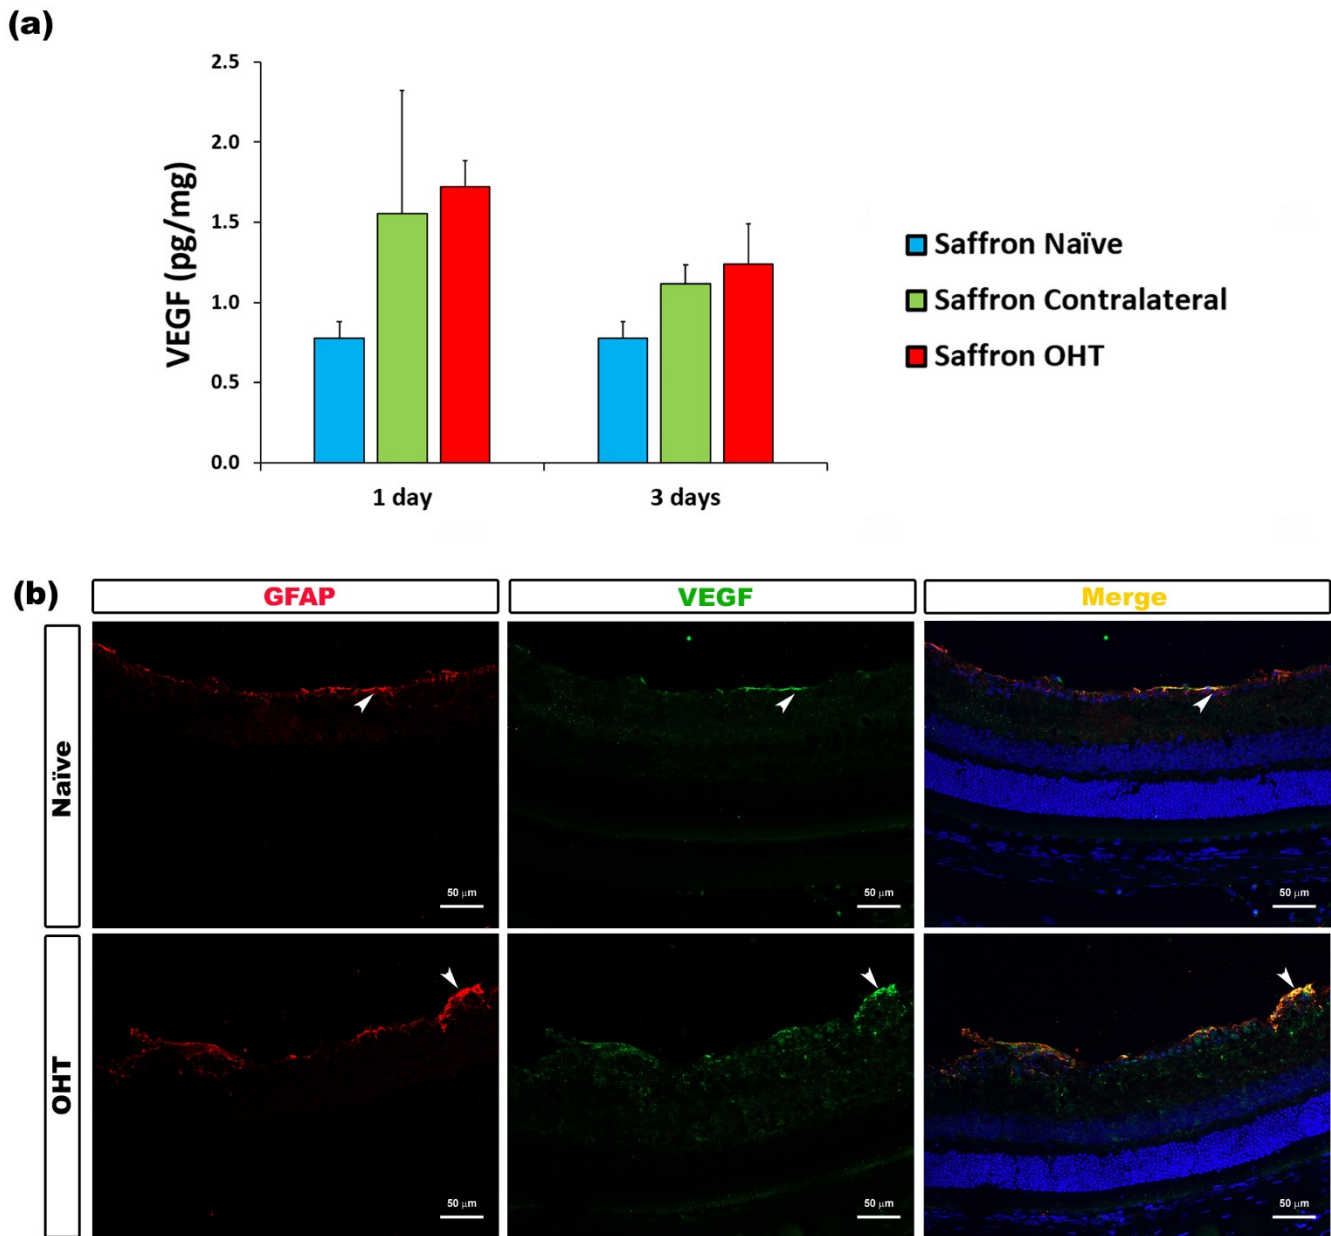 (a)
2.5
2.0
1.5
1.0
0.5
0.0
VEGF (pg/mg)
1 day
3 days
Saffron Naïve
Saffron Contralateral
Saffron OHT
(b)
GFAP
VEGF
Merge
Naïve
50 µm
50 µm
50 µm
OHT
50 µm
50 µm
50 µm